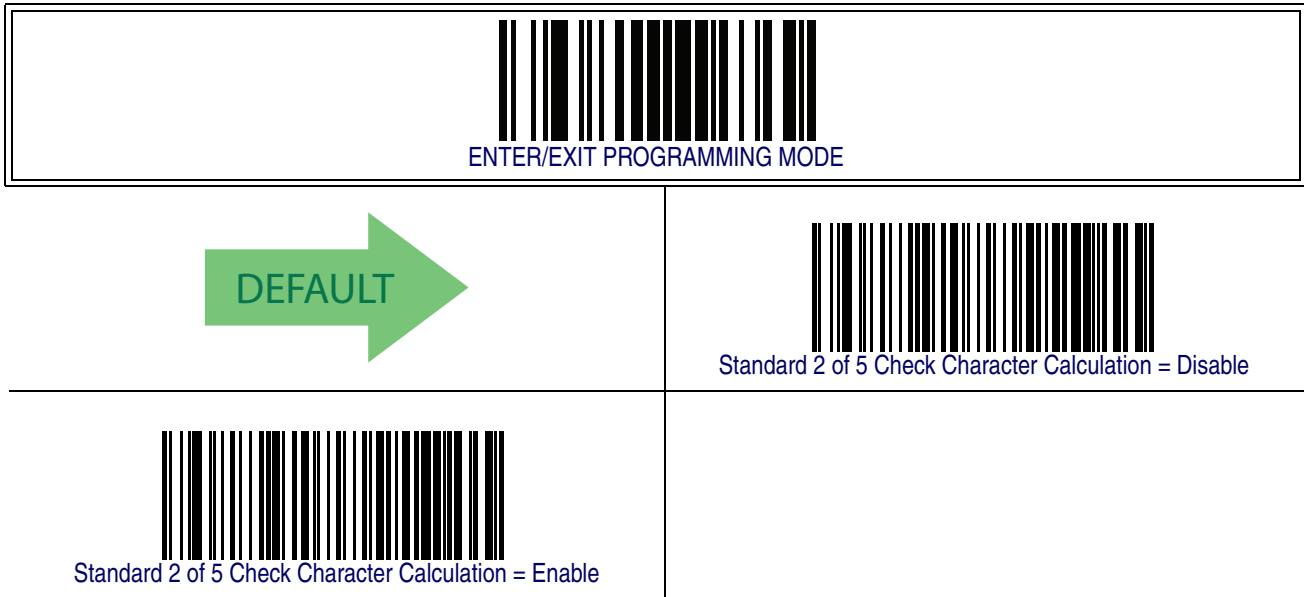 ENTER/EXIT PROGRAMMING MODE
DEFAULT
Standard 2 of 5 Check Character Calculation = Disable
Standard 2 of 5 Check Character Calculation = Enable